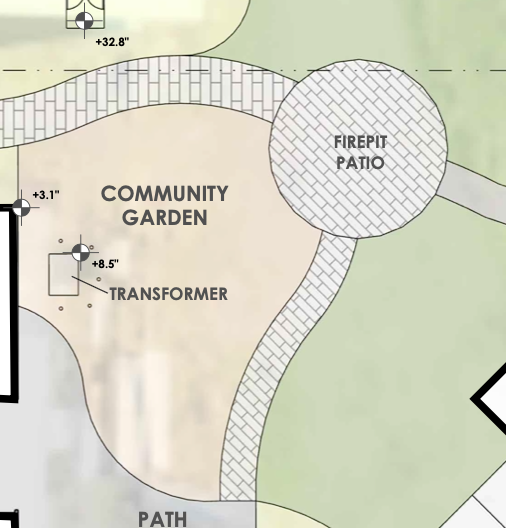 +32.8"
FIREPIT
PATIO
+3.1"
COMMUNITY
GARDEN
+8.5"
TRANSFORMER
PATH